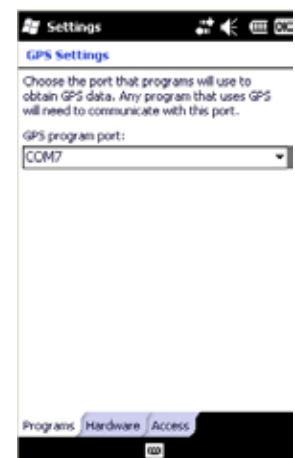 Settings
GPS Settings
Choose the port that programs will use to
obtain GPS data. Any program that uses GPS
will need to communicate with this port.
GPS program port:
COM7
Programs Hardware Access